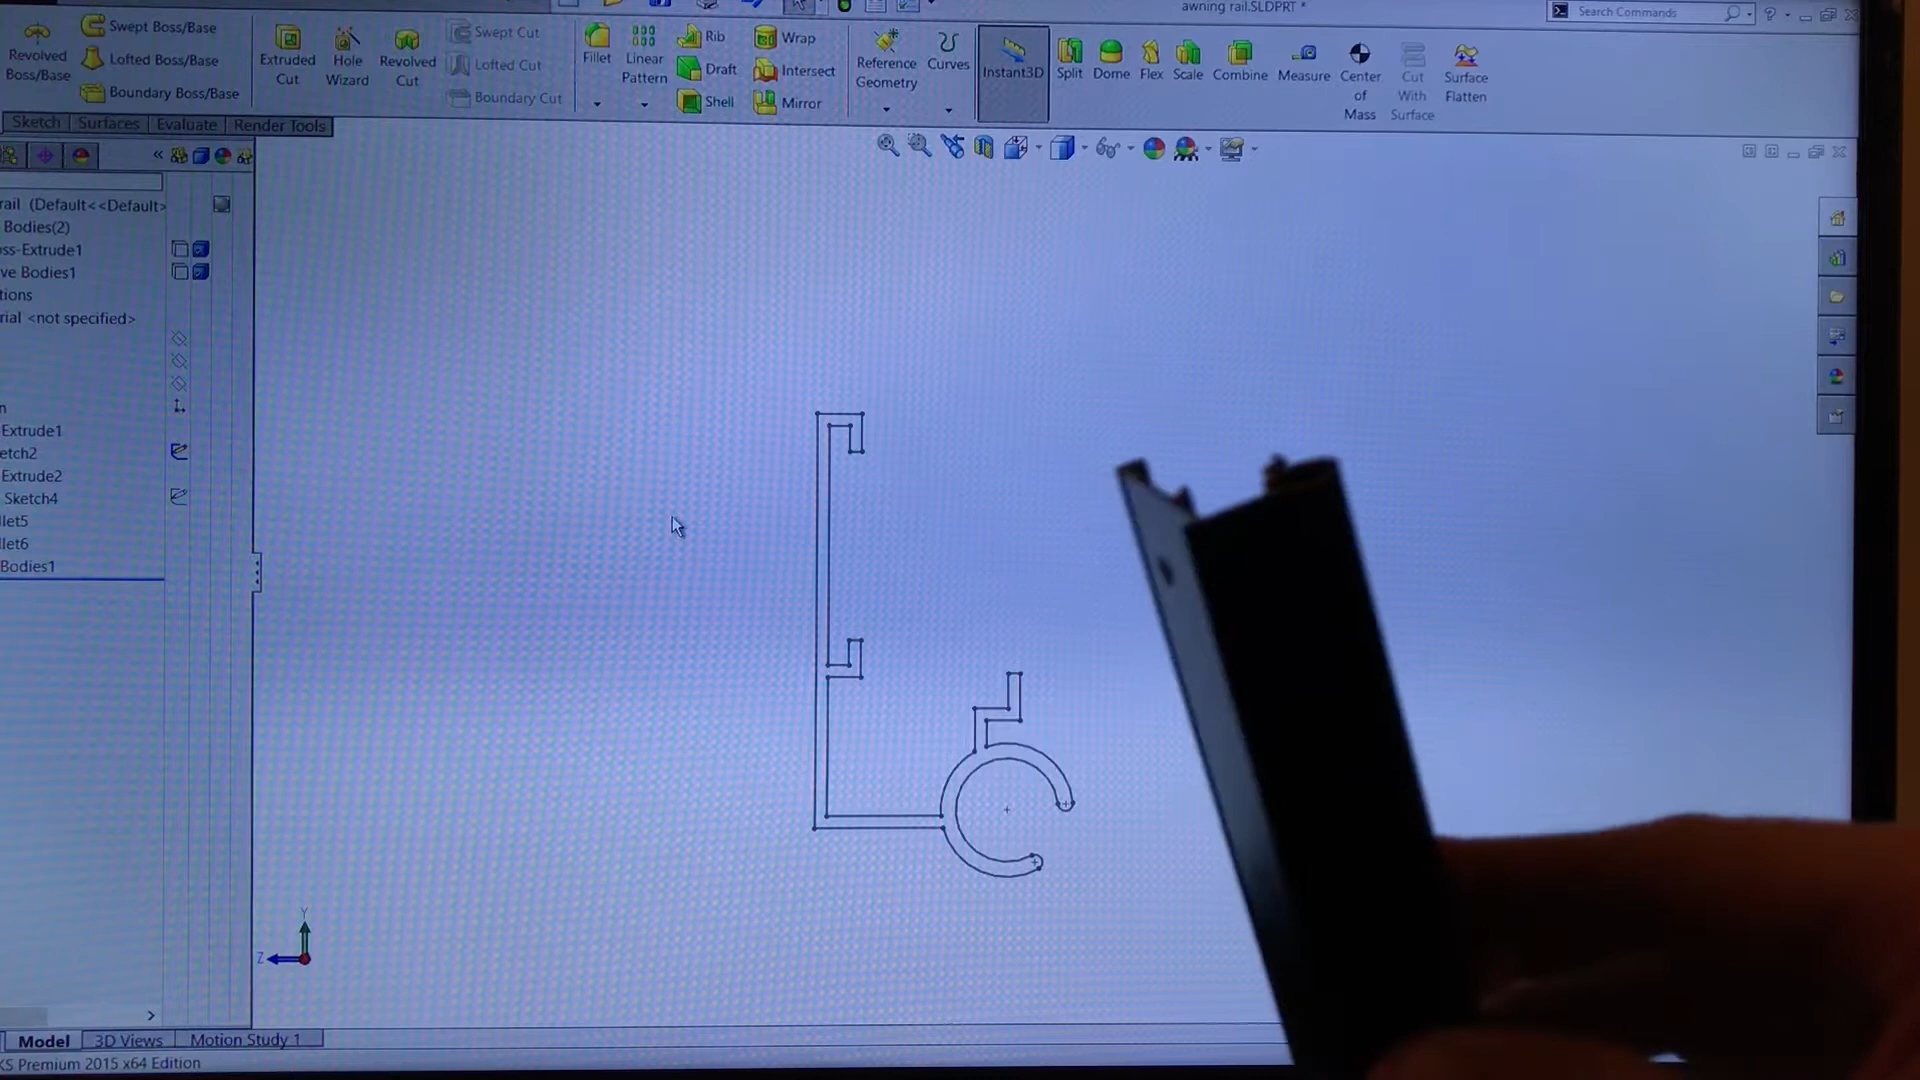 awning rail.SLDPRT *
Search Commands
Revolved
Boss/Base
Swept Boss/Base
Lofted Boss/Base
Boundary Boss/Base
Extruded
Cut
Hole
Wizard
Revolved
Cut
Swept Cut
Lofted Cut
Boundary Cut
Fillet
Linear
Pattern
Rib
Draft
Shell
Wrap
Intersect
Mirror
Reference
Geometry
Curves
Instant3D
Split
Dome
Flex
Scale
Combine
Measure
Center
of
Mass
Cut
With
Surface
Surface
Flatten
Sketch
Surfaces
Evaluate
Render Tools
rail (Default<<Default>
Bodies(2)
ss-Extrude1
ve Bodies1
tions
rial <not specified>
n
Extrude1
etch2
Extrude2
Sketch4
llet5
llet6
Bodies1
Y
Z
Model
3D Views
Motion Study 1
KS Premium 2015 x64 Edition